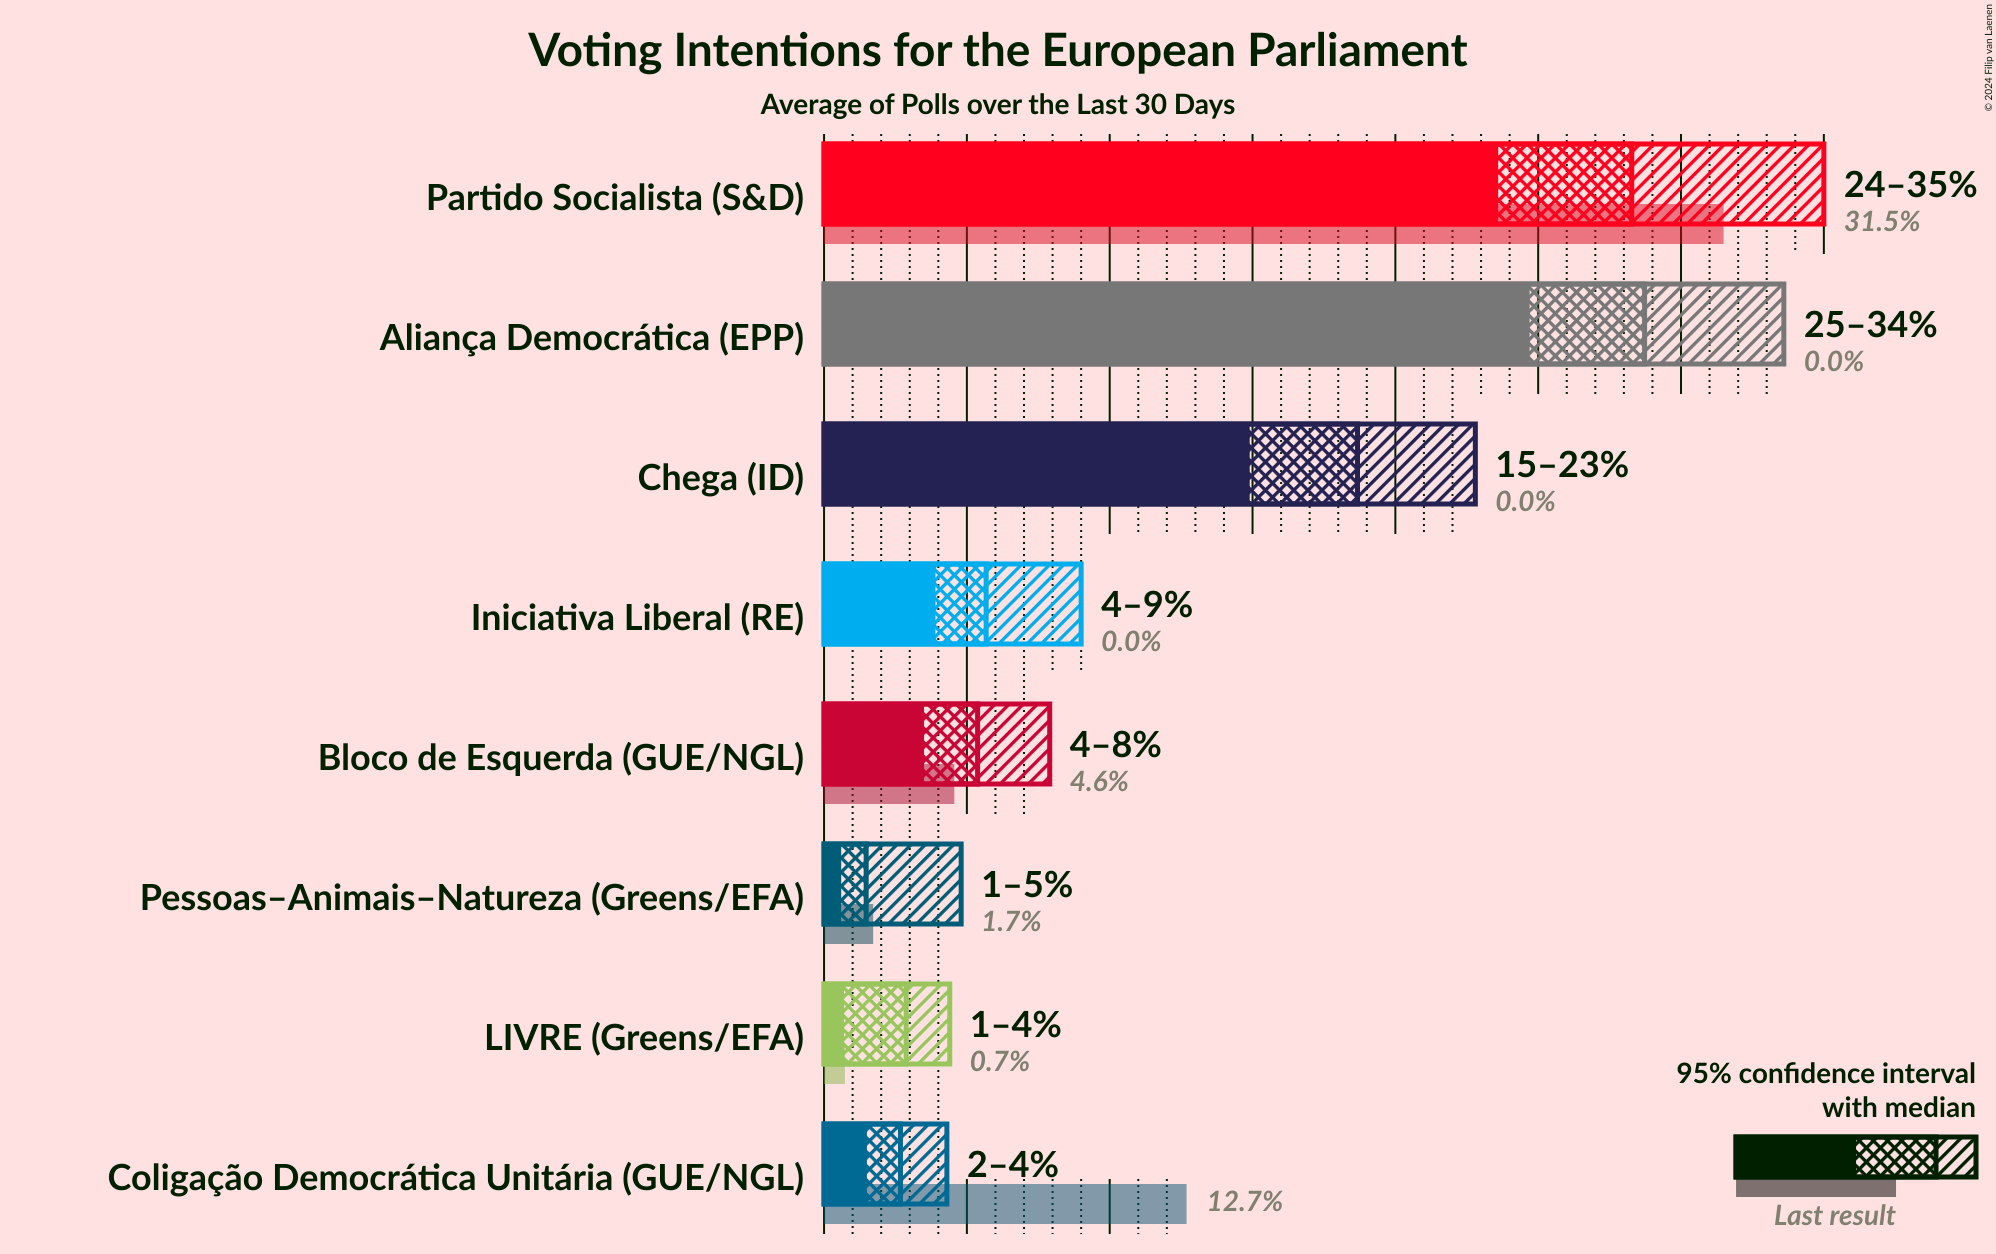 Voting Intentions for the European Parliament
Average of Polls over the Last 30 Days
© 2024 Filip van Laenen
Partido Socialista (S&D)
24–35%
31.5%
Aliança Democrática (EPP)
25–34%
0.0%
Chega (ID)
15–23%
0.0%
Iniciativa Liberal (RE)
4–9%
0.0%
Bloco de Esquerda (GUE/NGL)
4–8%
4.6%
Pessoas–Animais–Natureza (Greens/EFA)
1–5%
1.7%
LIVRE (Greens/EFA)
1–4%
0.7%
Coligação Democrática Unitária (GUE/NGL)
2–4%
12.7%
95% confidence interval
with median
Last result